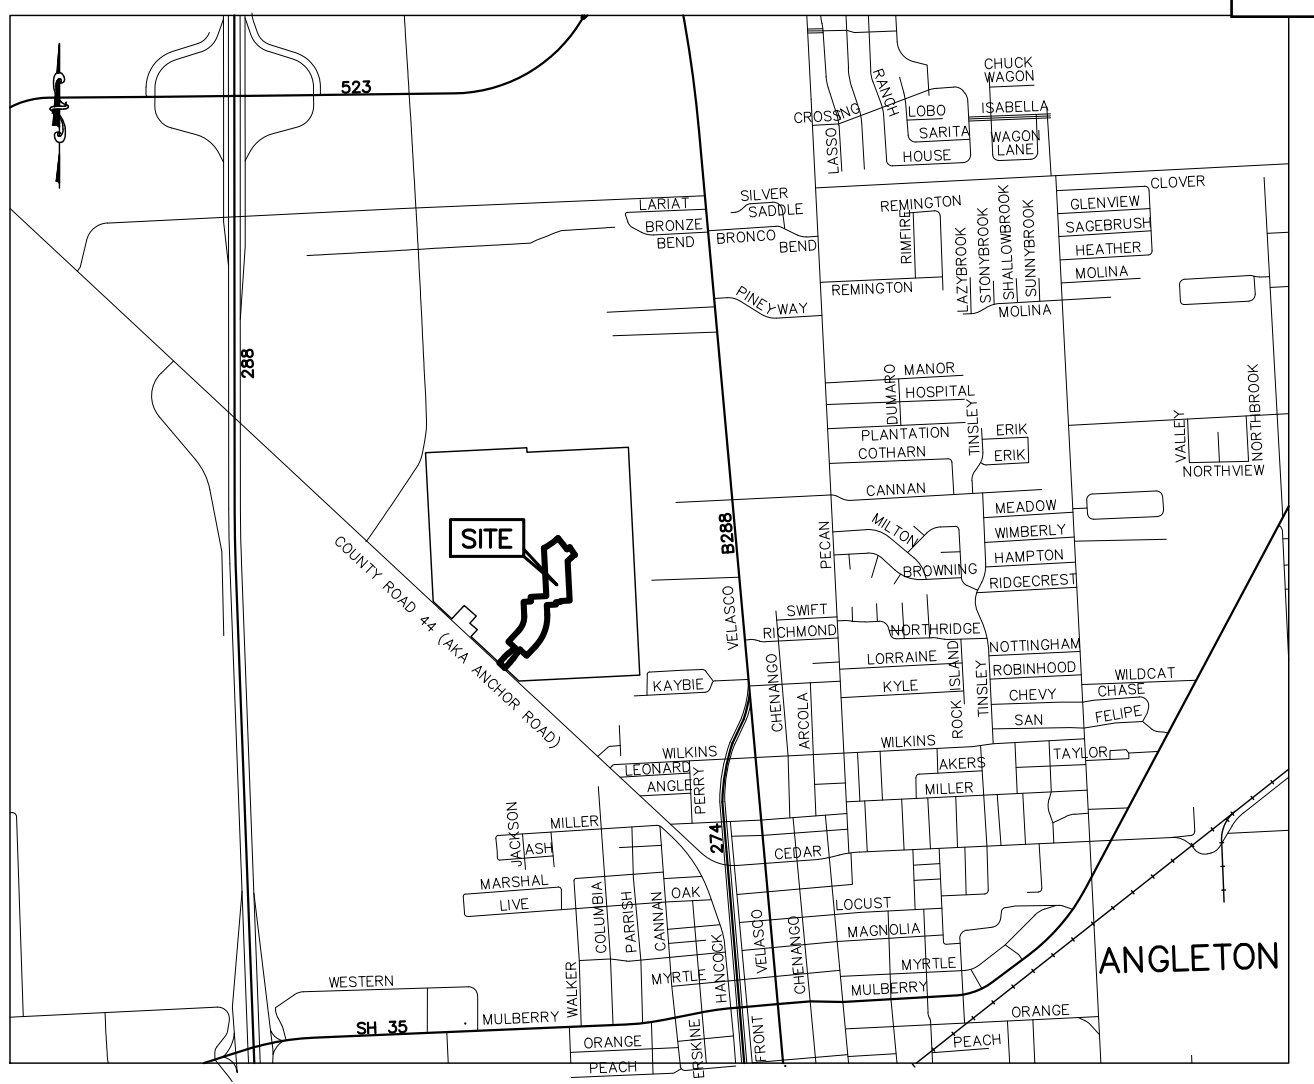 523
CHUCK
WAGON
CROSSING
RANCH
LOBO
ISABELLA
SARITA
WAGON
LANE
LASSO
HOUSE
CLOVER
LARIAT
SILVER
SADDLE
REMINGTON
GLENVIEW
BRONZE
BEND
BRONCO
BEND
RIMFIRE
LAZYBROOK
STONYBROOK
SHALLOWBROOK
SUNNYBROOK
SAGEBRUSH
HEATHER
MOLINA
REMINGTON
PINEY WAY
MOLINA
288
MANOR
DUMARO
HOSPITAL
TINSLEY
ERIK
PLANTATION
COTHARN
ERIK
VALLEY
NORTHBROOK
NORTHVIEW
CANNAN
MEADOW
SITE
B288
PECAN
MILTON
WIMBERLY
HAMPTON
BROWNING
RIDGECREST
COUNTY ROAD 44 (AKA ANCHOR ROAD)
VELASCO
SWIFT
RICHMOND
NORTHRIDGE
NOTTINGHAM
LORRAINE
ROBINHOOD
WILDCAT
KAYBIE
CHENANGO
ARCOLA
KYLE
ROCK ISLAND
TINSLEY
CHEVY
CHASE
SAN
FELIPE
WILKINS
WILKINS
TAYLOR
LEONARD
AKERS
ANGLE
PERRY
MILLER
JACKSON
MILLER
274
ASH
CEDAR
MARSHAL
LIVE
OAK
COLUMBIA
PARRISH
CANNAN
LOCUST
VELASCO
CHENANGO
MAGNOLIA
ANGLETON
HANCOCK
MYRTLE
MYRTLE
WESTERN
WALKER
MULBERRY
SH 35
MULBERRY
ORANGE
ORANGE
ERSKINE
FRONT
PEACH
PEACH